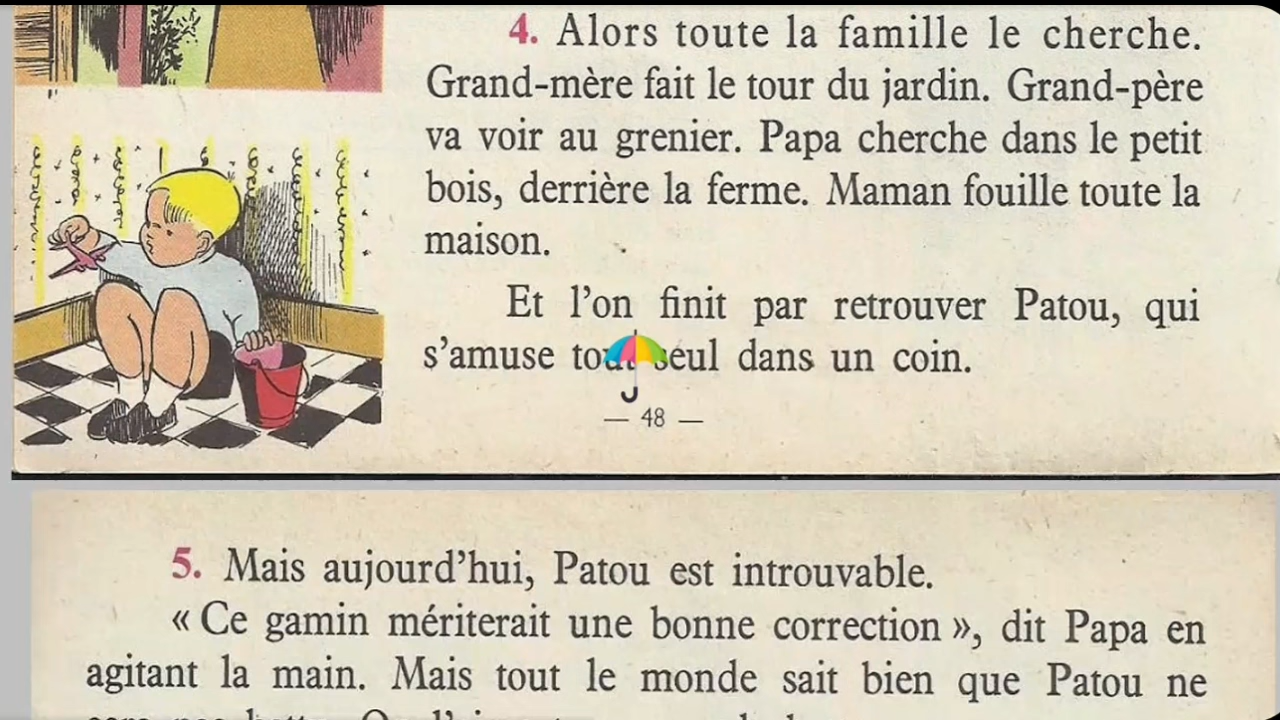 4. Alors toute la famille le cherche.
Grand-mère fait le tour du jardin. Grand-père
va voir au grenier. Papa cherche dans le petit
bois, derrière la ferme. Maman fouille toute la
maison.
Et l'on finit par retrouver Patou, qui
s'amuse tout seul dans un coin.
— 48 —
5. Mais aujourd'hui, Patou est introuvable.
« Ce gamin mériterait une bonne correction », dit Papa en
agitant la main. Mais tout le monde sait bien que Patou ne